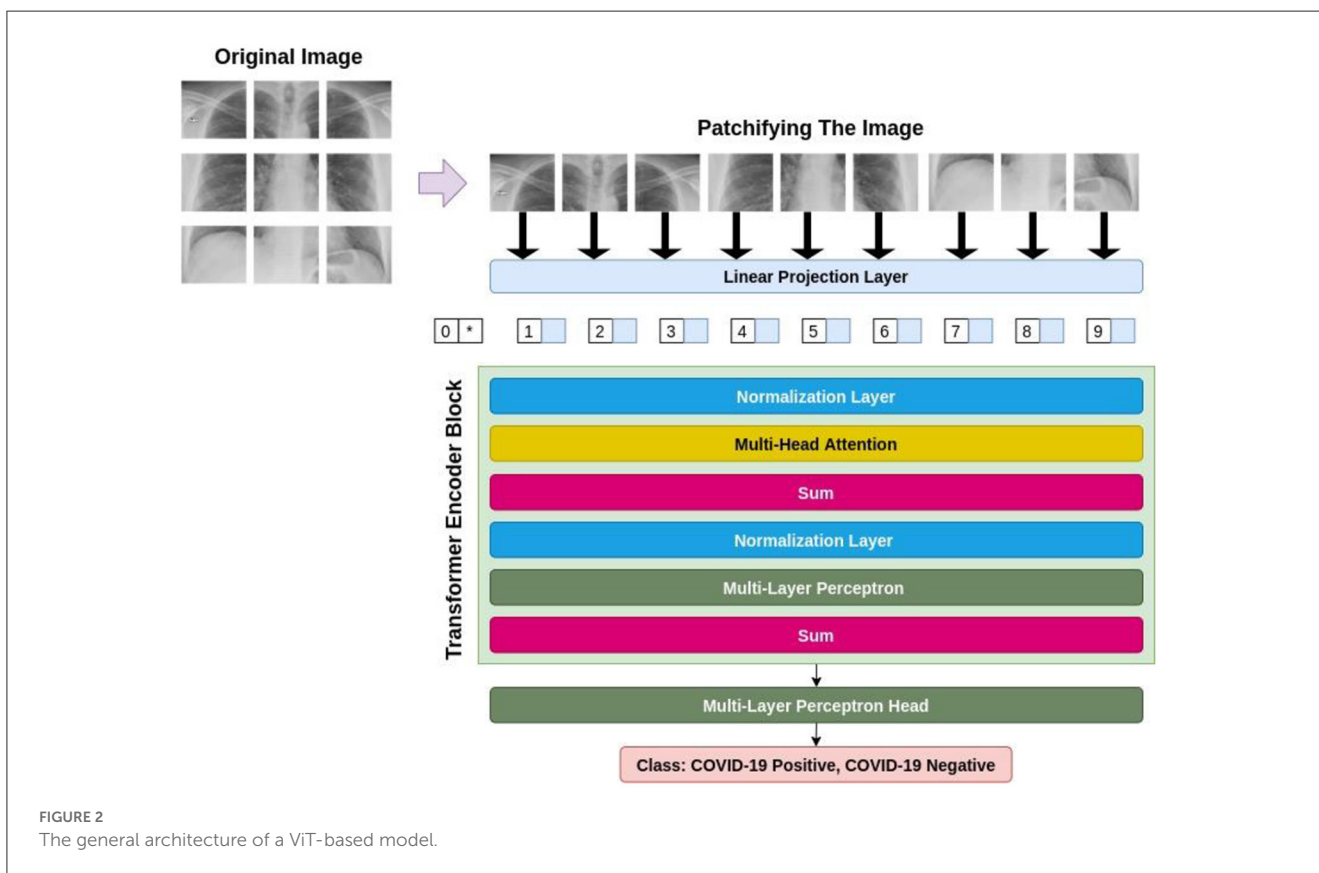 Original Image
Patchifying The Image
Linear Projection Layer
0 * 1 2 3 4 5 6 7 8 9
Transformer Encoder Block
Normalization Layer
Multi-Head Attention
Sum
Normalization Layer
Multi-Layer Perceptron
Sum
Multi-Layer Perceptron Head
Class: COVID-19 Positive, COVID-19 Negative
FIGURE 2
The general architecture of a ViT-based model.